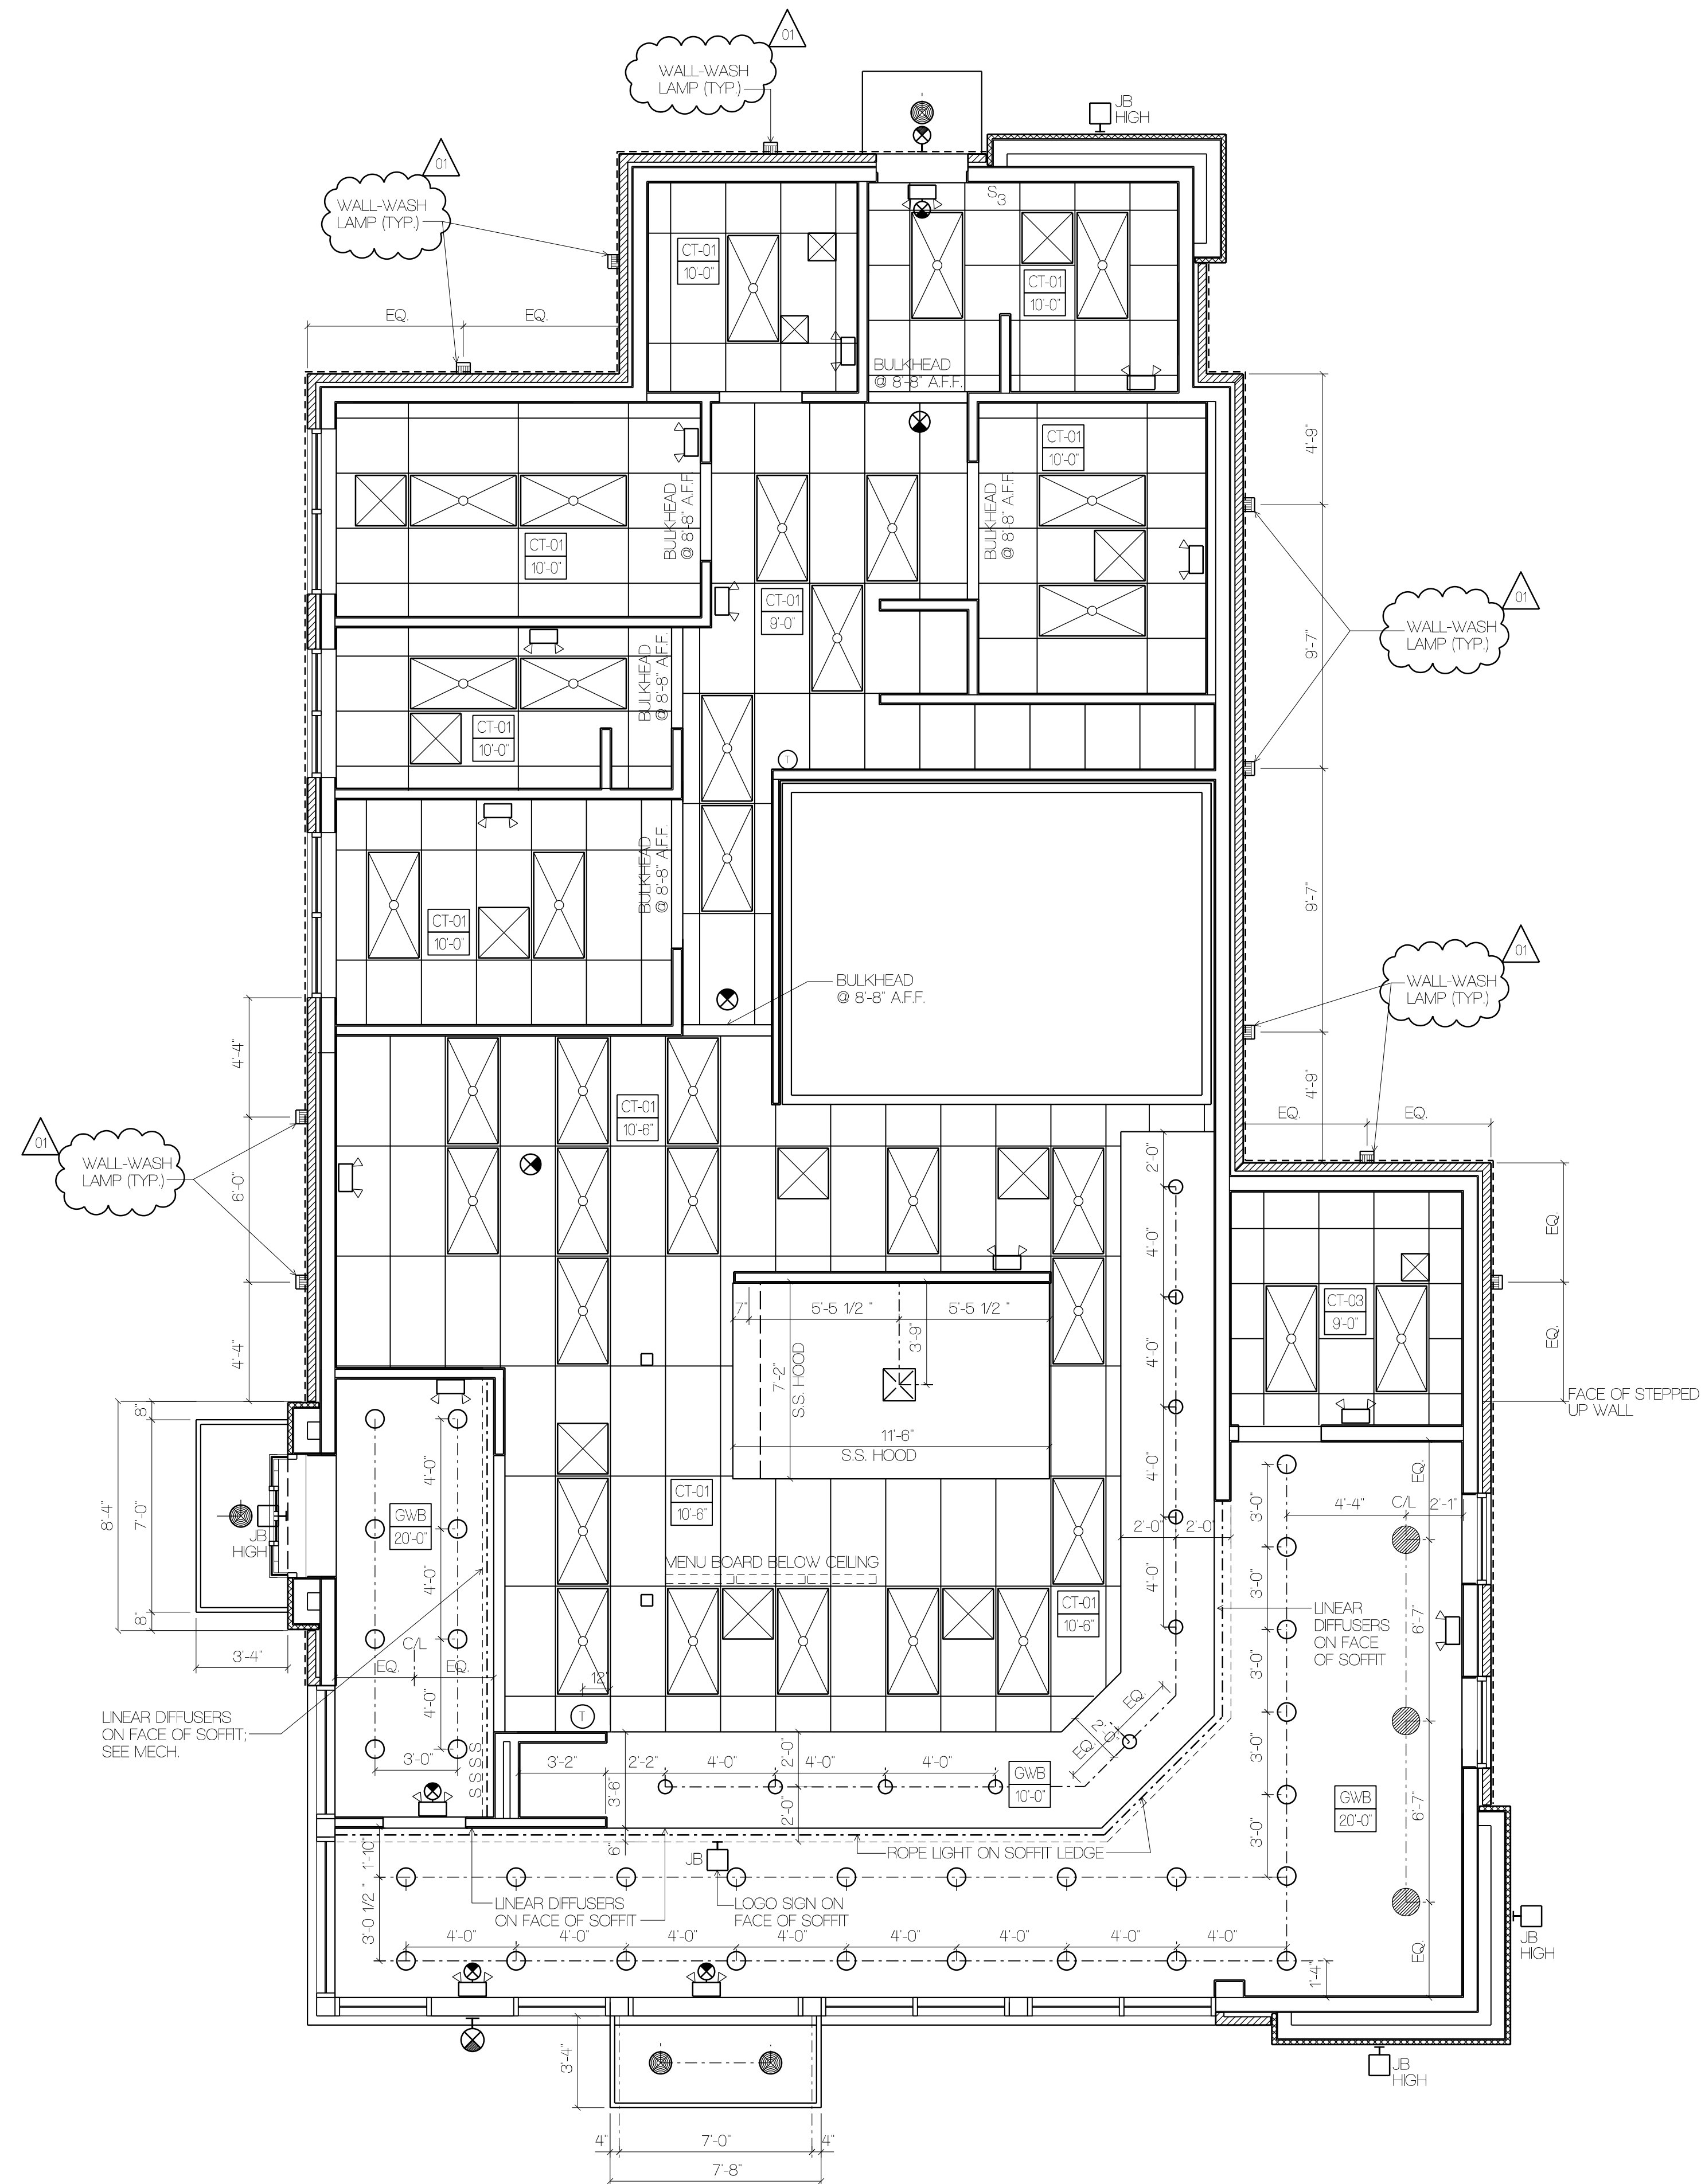 01
WALL-WASH
LAMP (TYP.)
JB
HIGH
01
WALL-WASH
LAMP (TYP.)
S3
CT-01
10'-0"
CT-01
10'-0"
EQ.
EQ.
BULKHEAD
@ 8'-8" A.F.F.
4'-9"
CT-01
10'-0"
BULKHEAD
@ 8'-8" A.F.F.
BULKHEAD
@ 8'-8" A.F.F.
CT-01
10'-0"
CT-01
9'-0"
01
WALL-WASH
LAMP (TYP.)
9'-7"
BULKHEAD
@ 8'-8" A.F.F.
CT-01
10'-0"
T
BULKHEAD
@ 8'-8" A.F.F.
CT-01
10'-0"
9'-7"
01
WALL-WASH
LAMP (TYP.)
BULKHEAD
@ 8'-8" A.F.F.
4'-4"
4'-9"
CT-01
10'-6"
EQ.
EQ.
01
WALL-WASH
LAMP (TYP.)
6'-0"
2'-0"
4'-0"
EQ.
7"
5'-5 1/2 "
5'-5 1/2 "
3'-9"
CT-03
9'-0"
EQ.
4'-4"
7'-2"
S.S. HOOD
4'-0"
FACE OF STEPPED
UP WALL
8"
11'-6"
S.S. HOOD
4'-0"
4'-0"
EQ.
8'-4"
7'-0"
JB
HIGH
GWB
20'-0"
CT-01
10'-6"
3'-0"
4'-4"
C/L
2'-1"
2'-0"
2'-0"
MENU BOARD BELOW CEILING
4'-0"
4'-0"
3'-0"
8"
CT-01
10'-6"
LINEAR
DIFFUSERS
ON FACE
OF SOFFIT
6'-7"
3'-4"
C/L
EQ.
EQ.
12"
3'-0"
4'-0"
LINEAR DIFFUSERS
ON FACE OF SOFFIT;
SEE MECH.
T
EQ.
2'-0"
EQ.
3'-0"
3'-0"
S.S.S.S
3'-2"
2'-2"
4'-0"
2'-0"
4'-0"
4'-0"
GWB
10'-0"
3'-6"
2'-0"
GWB
20'-0"
6'-7"
3'-0"
1'-10"
6"
JB
ROPE LIGHT ON SOFFIT LEDGE
LINEAR DIFFUSERS
ON FACE OF SOFFIT
LOGO SIGN ON
FACE OF SOFFIT
3'-0 1/2 "
4'-0"
4'-0"
4'-0"
4'-0"
4'-0"
4'-0"
4'-0"
4'-0"
EQ.
JB
HIGH
1'-4"
3'-4"
JB
HIGH
4"
7'-0"
4"
7'-8"